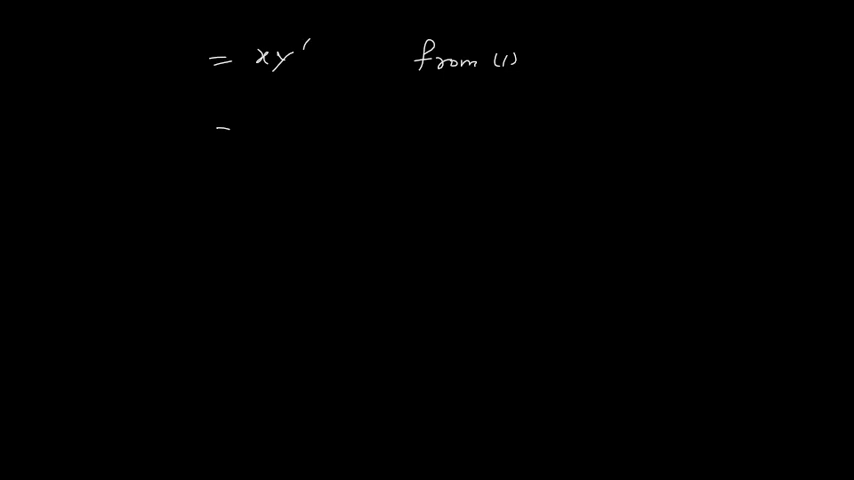 = xy' from (1)
-